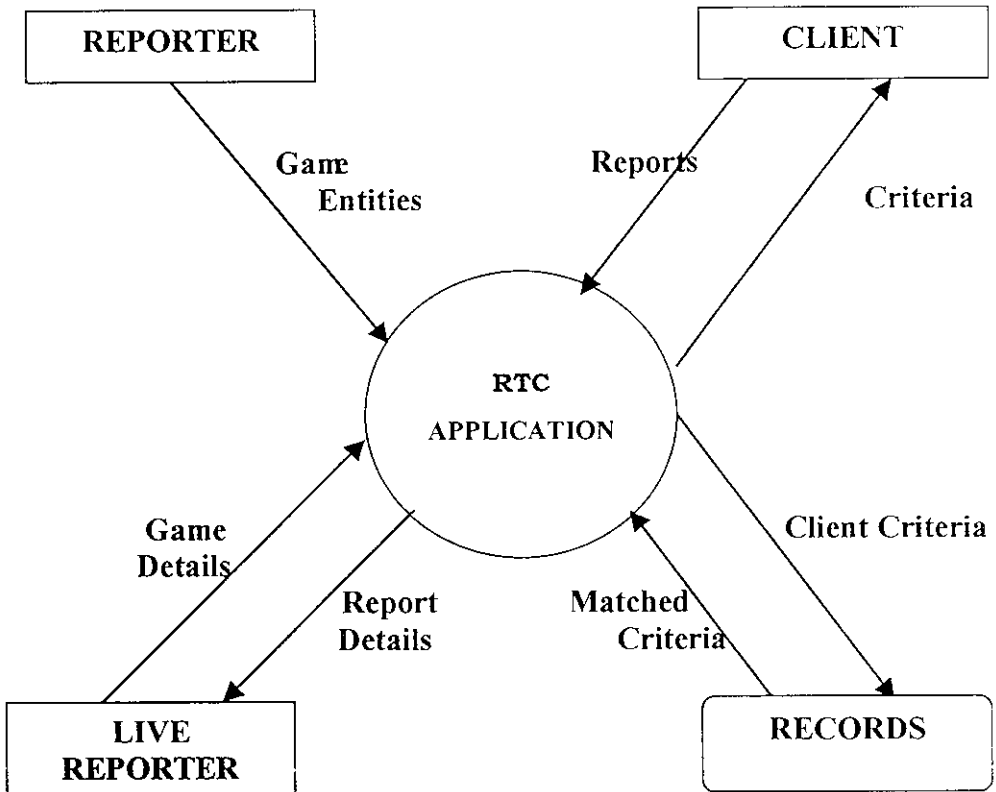 REPORTER
CLIENT
Game
Entities
Reports
Criteria
RTC
APPLICATION
Game
Details
Report
Details
Matched
Criteria
Client Criteria
LIVE
REPORTER
RECORDS